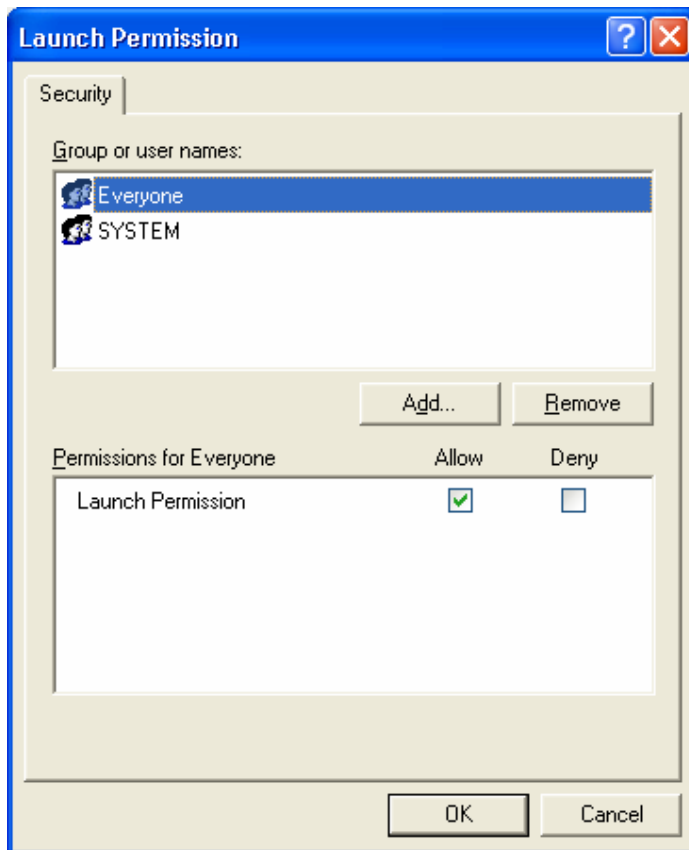 Launch Permission
Security
Group or user names:
Everyone
SYSTEM
Add... Remove
Permissions for Everyone Allow Deny
Launch Permission
OK Cancel